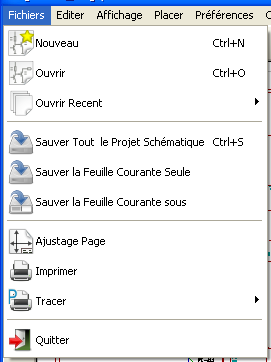 Fichiers Editer Affichage Placer Préférences
Nouveau Ctrl+N
Ouvrir Ctrl+O
Ouvrir Recent
Sauver Tout le Projet Schématique Ctrl+S
Sauver la Feuille Courante Seule
Sauver la Feuille Courante sous
Ajustage Page
Imprimer
Tracer
Quitter